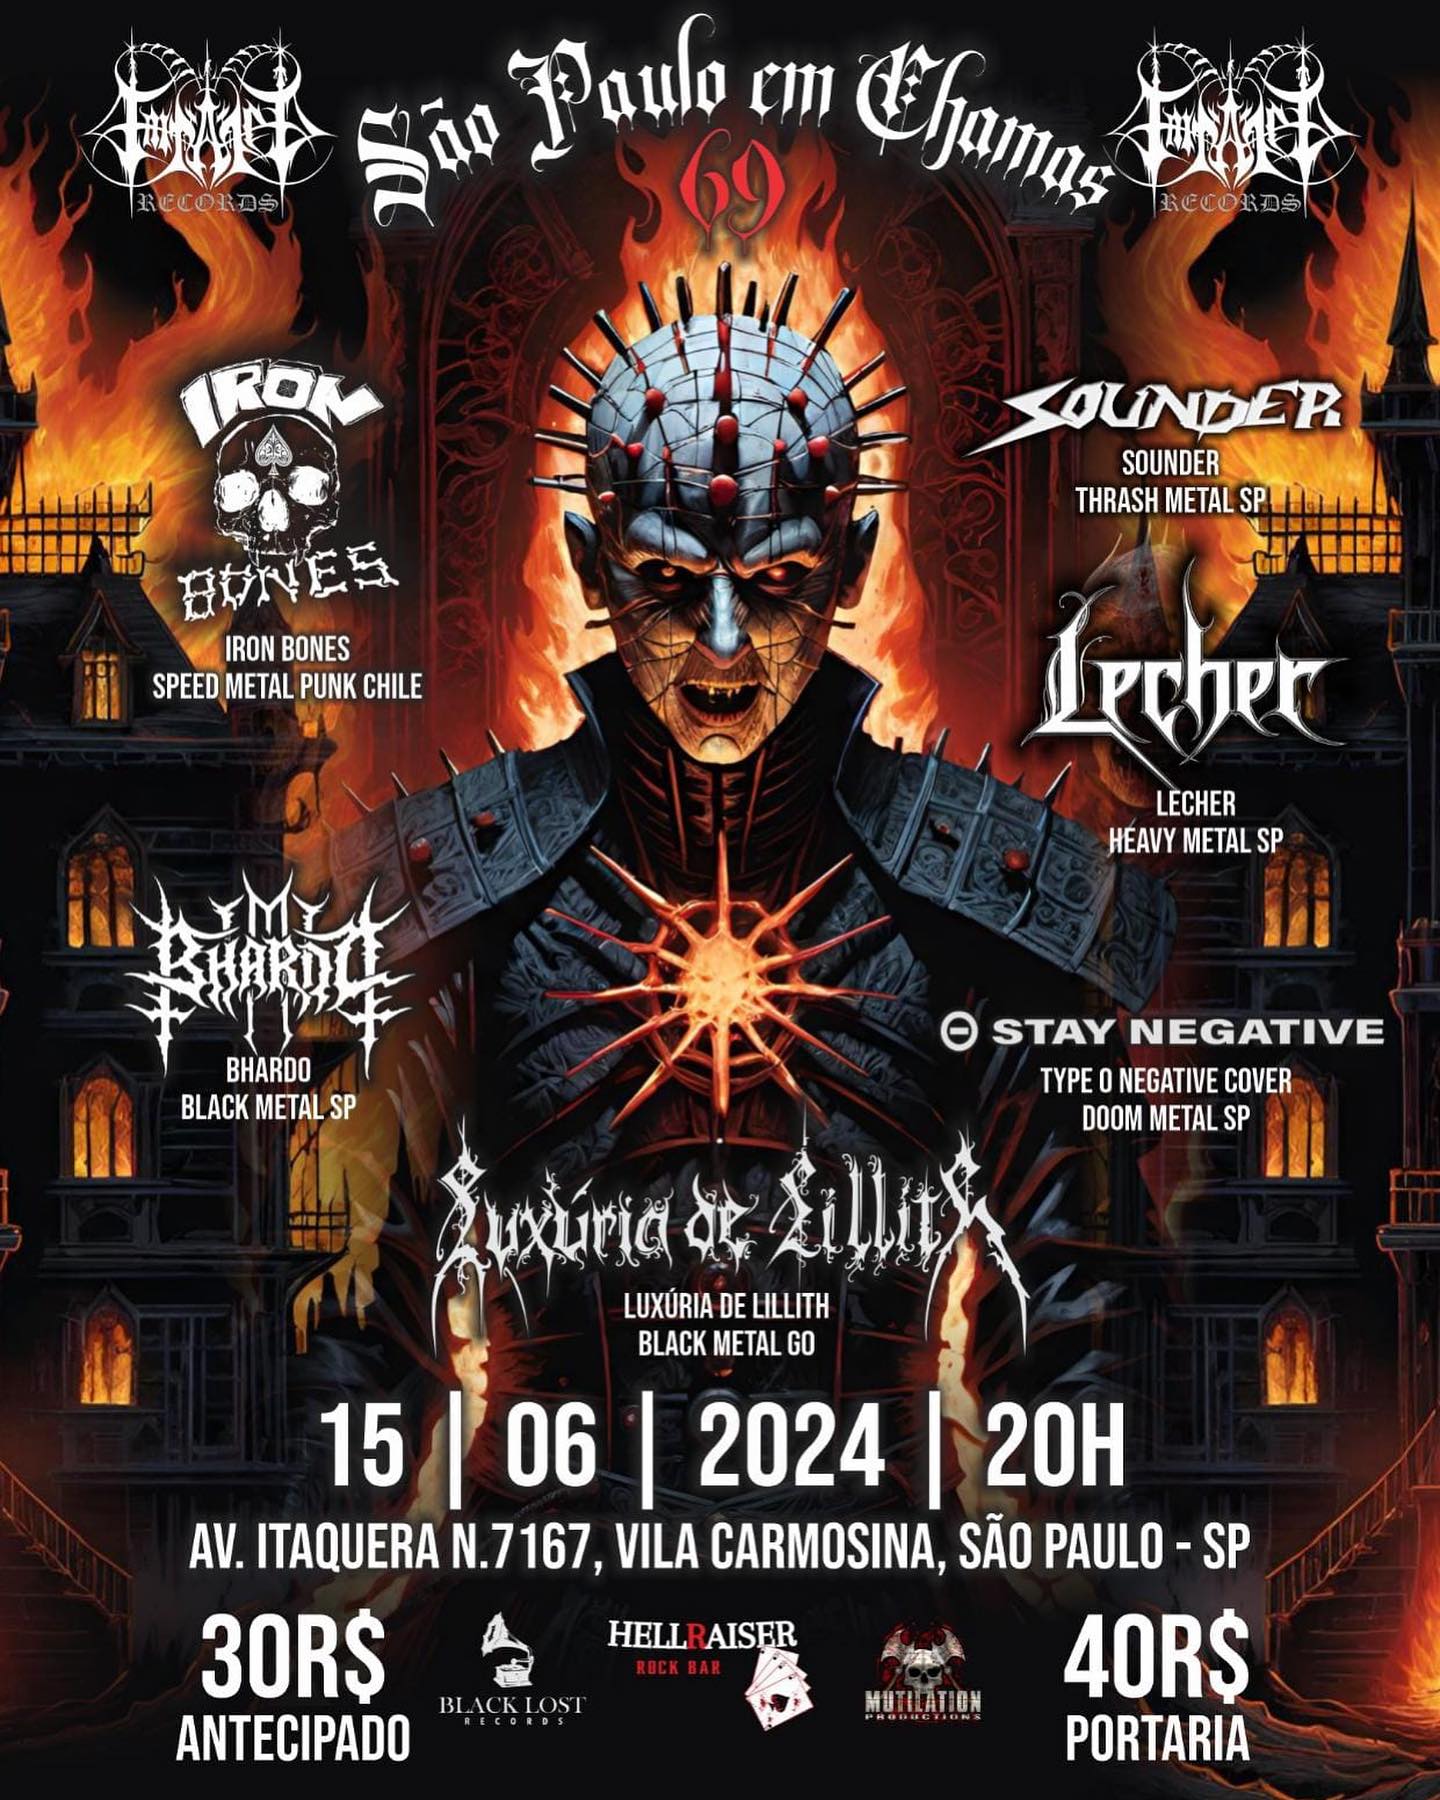 São Paulo em Chamas
69
RECORDS
RECORDS
IRON
BONES
IRON BONES
SPEED METAL PUNK CHILE
SOUNDER
SOUNDER
THRASH METAL SP
Lecher
LECHER
HEAVY METAL SP
BHARDO
BHARDO
BLACK METAL SP
STAY NEGATIVE
TYPE O NEGATIVE COVER
DOOM METAL SP
Luxúria de Lillith
LUXÚRIA DE LILLITH
BLACK METAL GO
15 | 06 | 2024 | 20H
AV. ITAQUERA N.7167, VILA CARMOSINA, SÃO PAULO - SP
30R$
ANTECIPADO
BLACK LOST
RECORDS
HELLRAISER
ROCK BAR
MUTILATION
PRODUCTIONS
40R$
PORTARIA